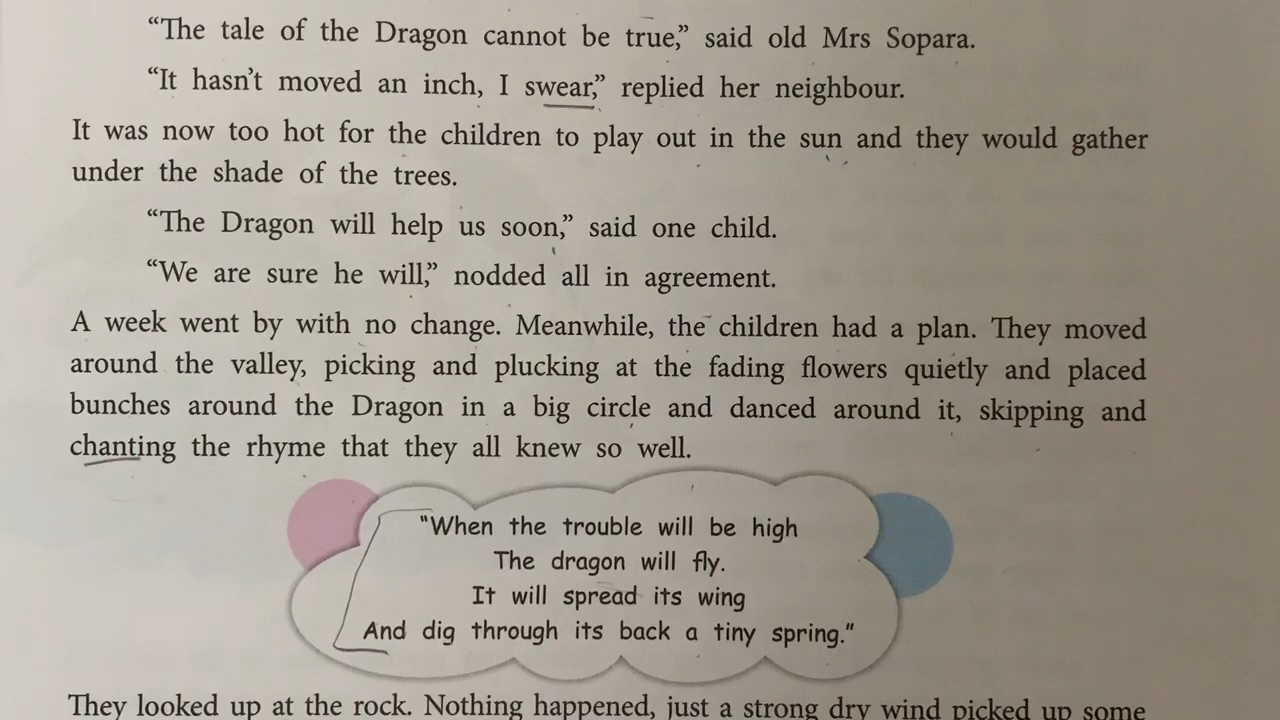 “The tale of the Dragon cannot be true,” said old Mrs Sopara.
“It hasn’t moved an inch, I swear,” replied her neighbour.
It was now too hot for the children to play out in the sun and they would gather
under the shade of the trees.
“The Dragon will help us soon,” said one child.
“We are sure he will,” nodded all in agreement.
A week went by with no change. Meanwhile, the children had a plan. They moved
around the valley, picking and plucking at the fading flowers quietly and placed
bunches around the Dragon in a big circle and danced around it, skipping and
chanting the rhyme that they all knew so well.
"When the trouble will be high
The dragon will fly.
It will spread its wing
And dig through its back a tiny spring."
They looked up at the rock. Nothing happened, just a strong dry wind picked up some